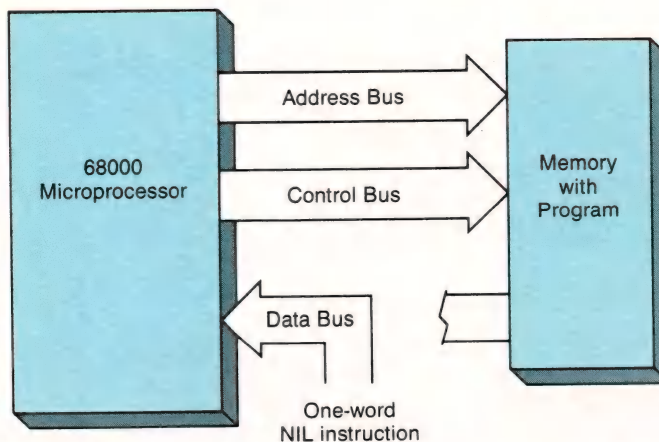 68000
Microprocessor
Address Bus
Control Bus
Data Bus
Memory
with
Program
One-word
NIL instruction